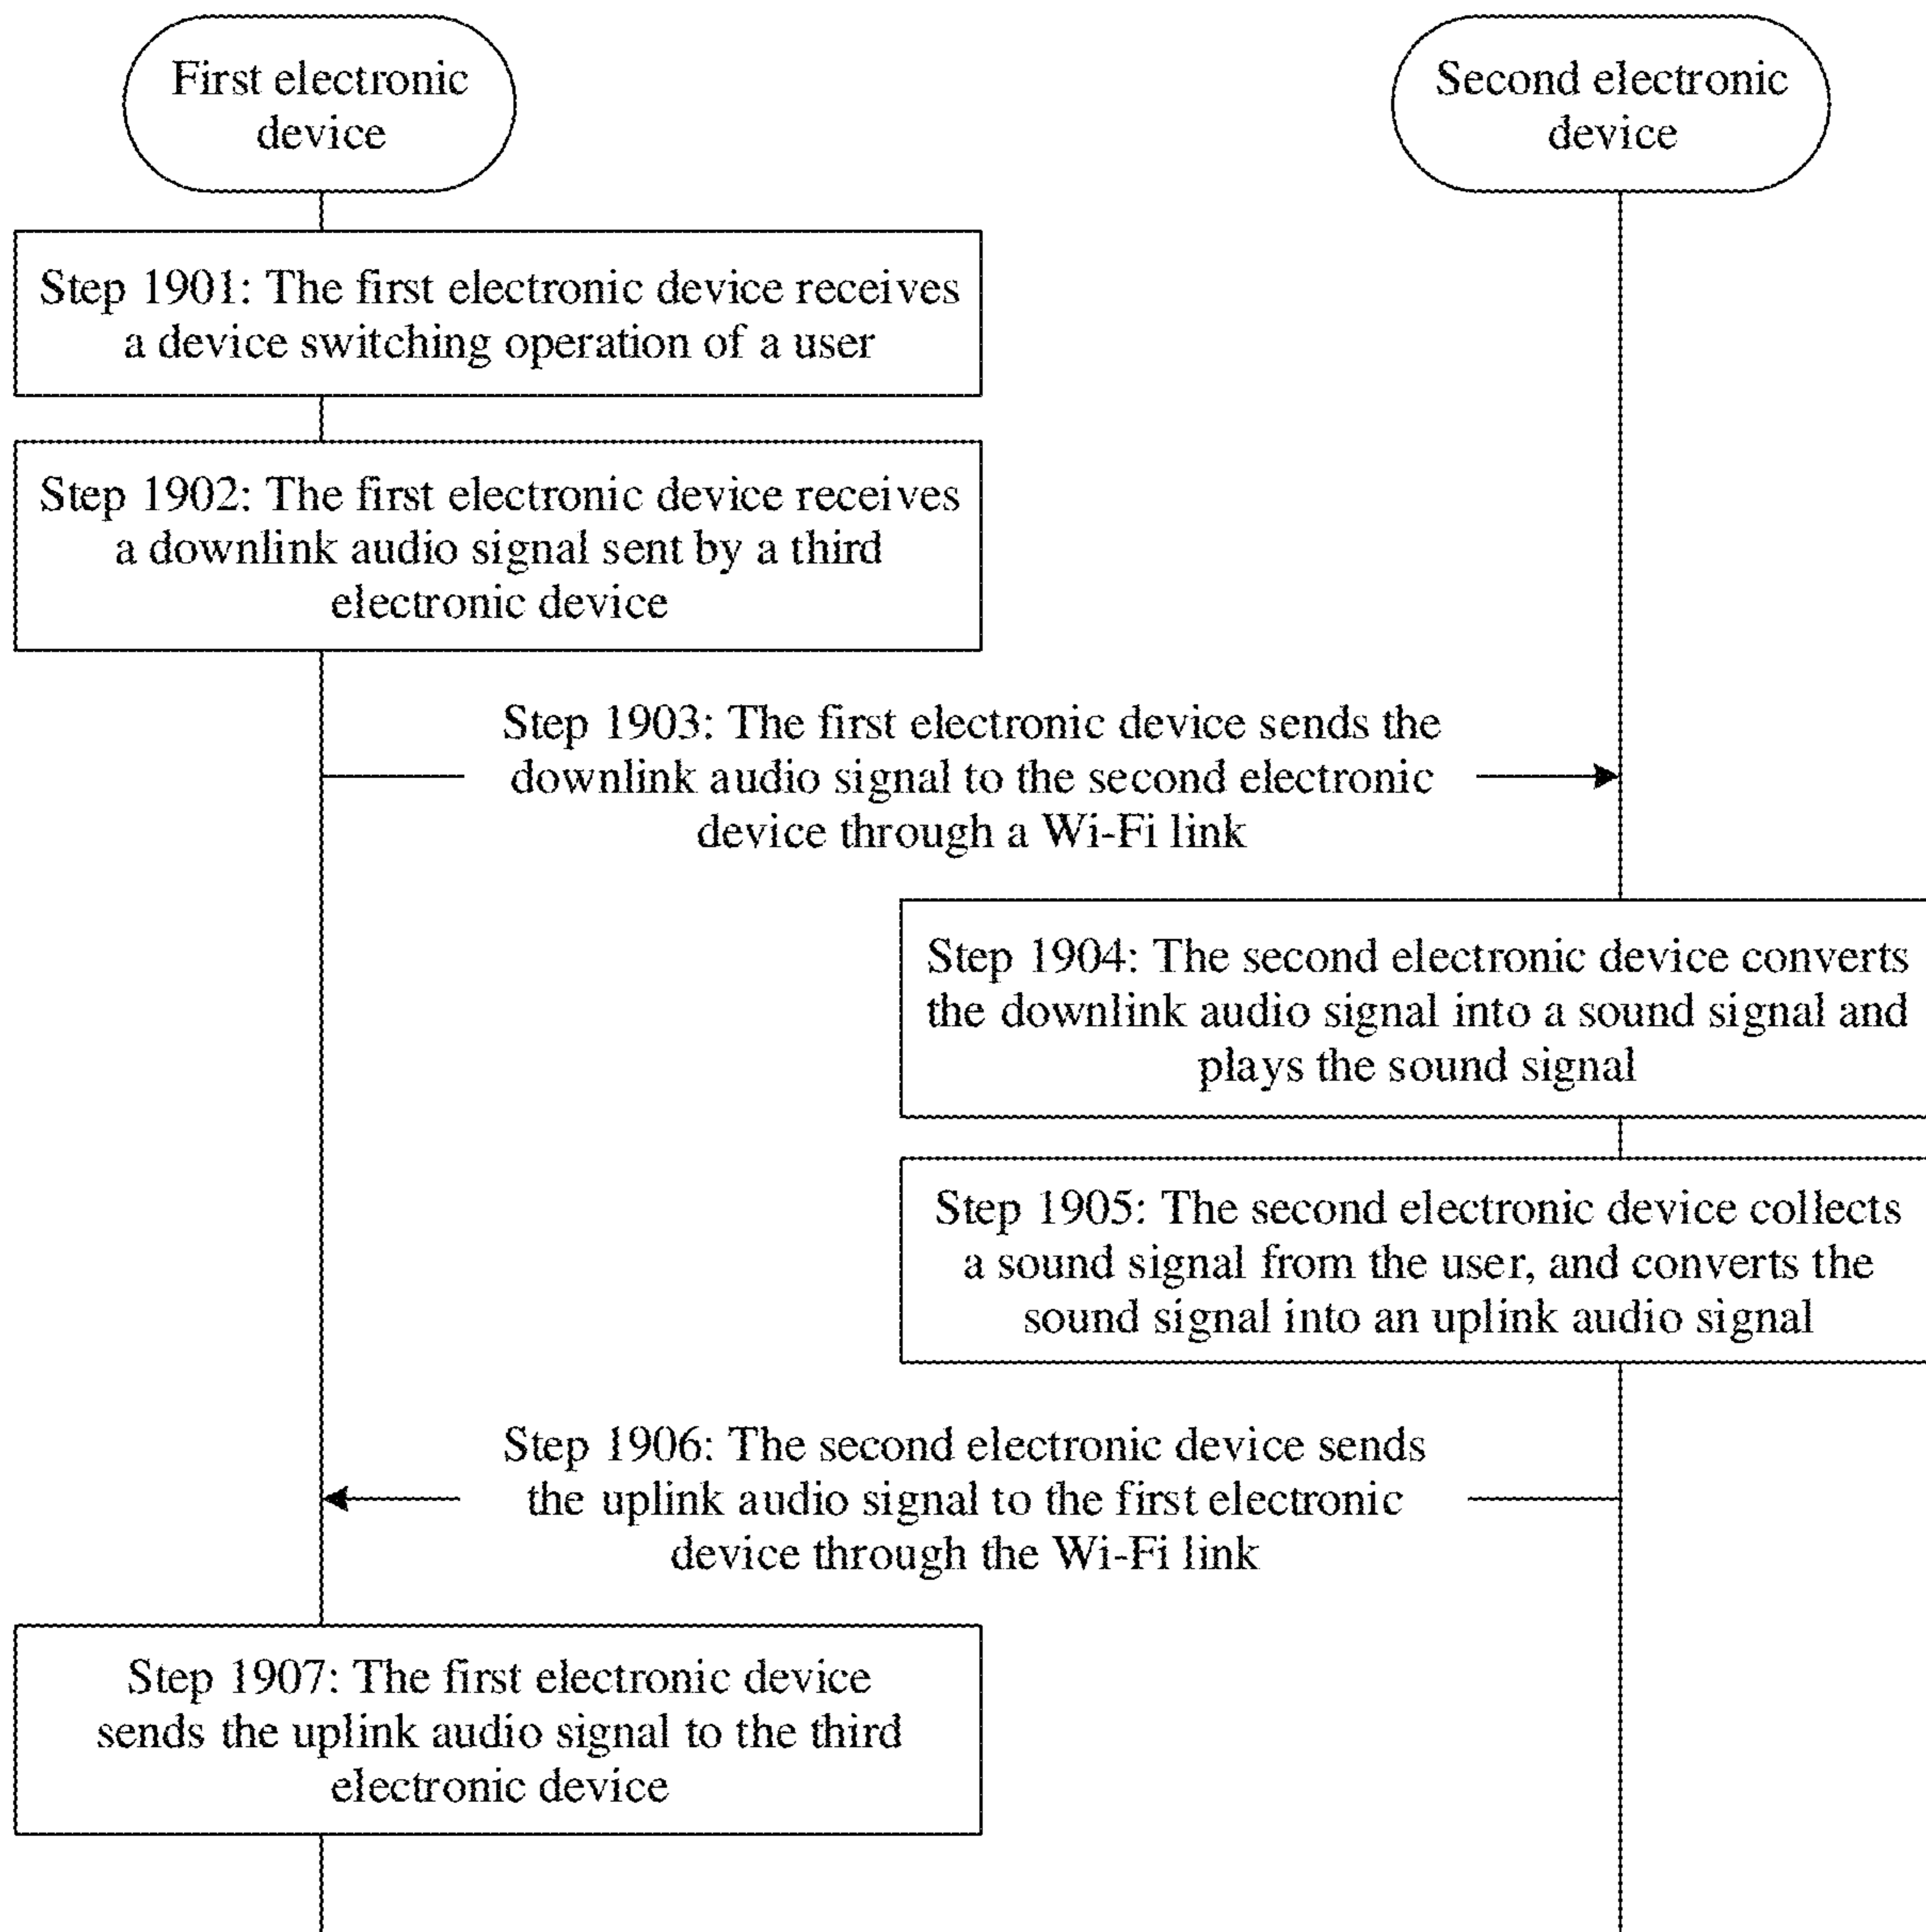 First electronic
device
Second electronic
device
Step 1901: The first electronic device receives
a device switching operation of a user
Step 1902: The first electronic device receives
a downlink audio signal sent by a third
electronic device
Step 1903: The first electronic device sends the
downlink audio signal to the second electronic
device through a Wi-Fi link
Step 1904: The second electronic device converts
the downlink audio signal into a sound signal and
plays the sound signal
Step 1905: The second electronic device collects
a sound signal from the user, and converts the
sound signal into an uplink audio signal
Step 1906: The second electronic device sends
the uplink audio signal to the first electronic
device through the Wi-Fi link
Step 1907: The first electronic device
sends the uplink audio signal to the third
electronic device